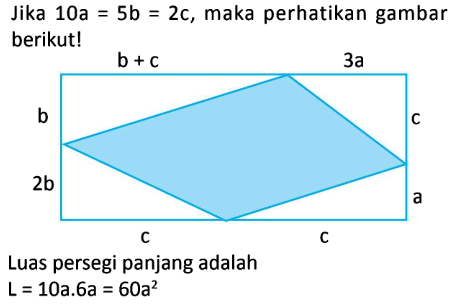 Jika 10a = 5b = 2c, maka perhatikan gambar
berikut!
b + c 3a
b c
2b a
c c
Luas persegi panjang adalah
L = 10a.6a = 60a²